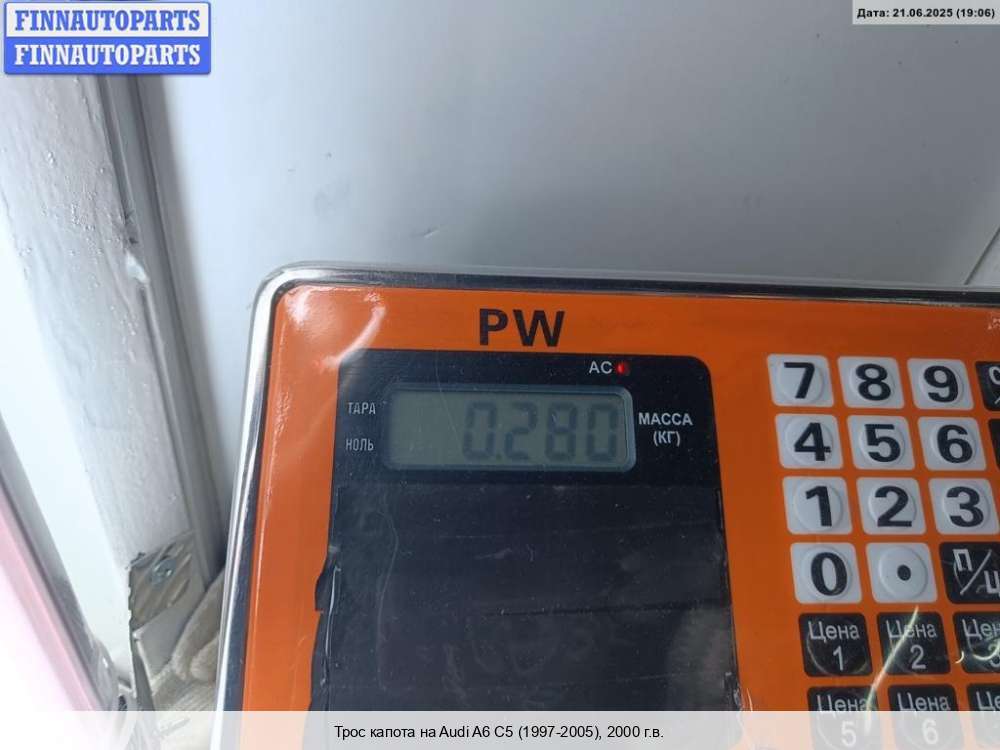 FINNAUTOPARTS
FINNAUTOPARTS
Дата: 21.06.2025 (19:06)
PW
AC
ТАРА
НОЛЬ
0.280
МАССА
(КГ)
7 8 9
4 5 6
1 2 3
0 •
П/Ц
Цена 1
Цена 2
Цена 5
Цена 6
Трос капота на Audi A6 C5 (1997-2005), 2000 г.в.